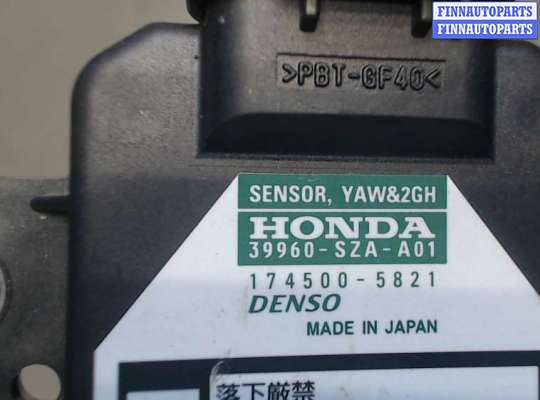 FINNAUTOPARTS
FINNAUTOPARTS
>PBT-GF40<
SENSOR, YAW&2GH
HONDA
39960-SZA-A01
174500-5821
DENSO
MADE IN JAPAN
落下厳禁